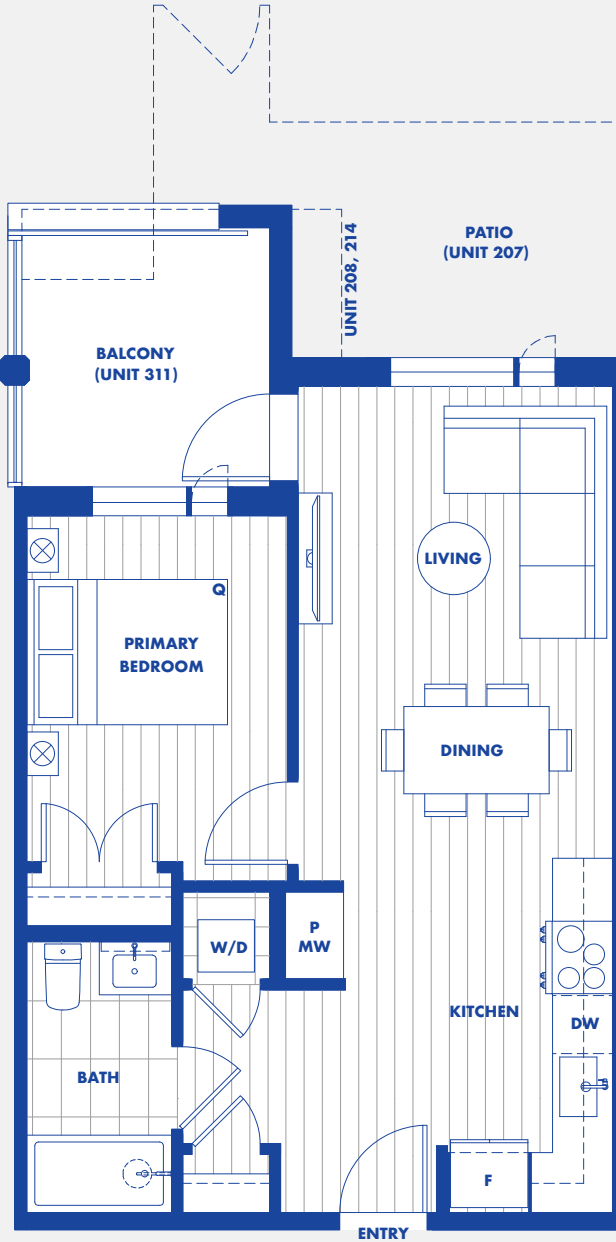 PATIO
(UNIT 207)
UNIT 208, 214
BALCONY
(UNIT 311)
LIVING
Q
PRIMARY
BEDROOM
DINING
P
MW
W/D
KITCHEN
DW
BATH
F
ENTRY